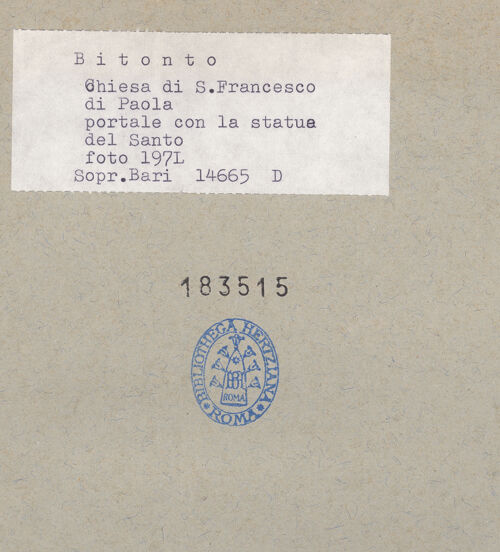 B i t o n t o
Chiesa di S.Francesco
di Paola
portale con la statua
del Santo
foto 197L
Sopr.Bari 14665 D
183515
BIBLIOTHECA HERTZIANA
ROMA
ROMA